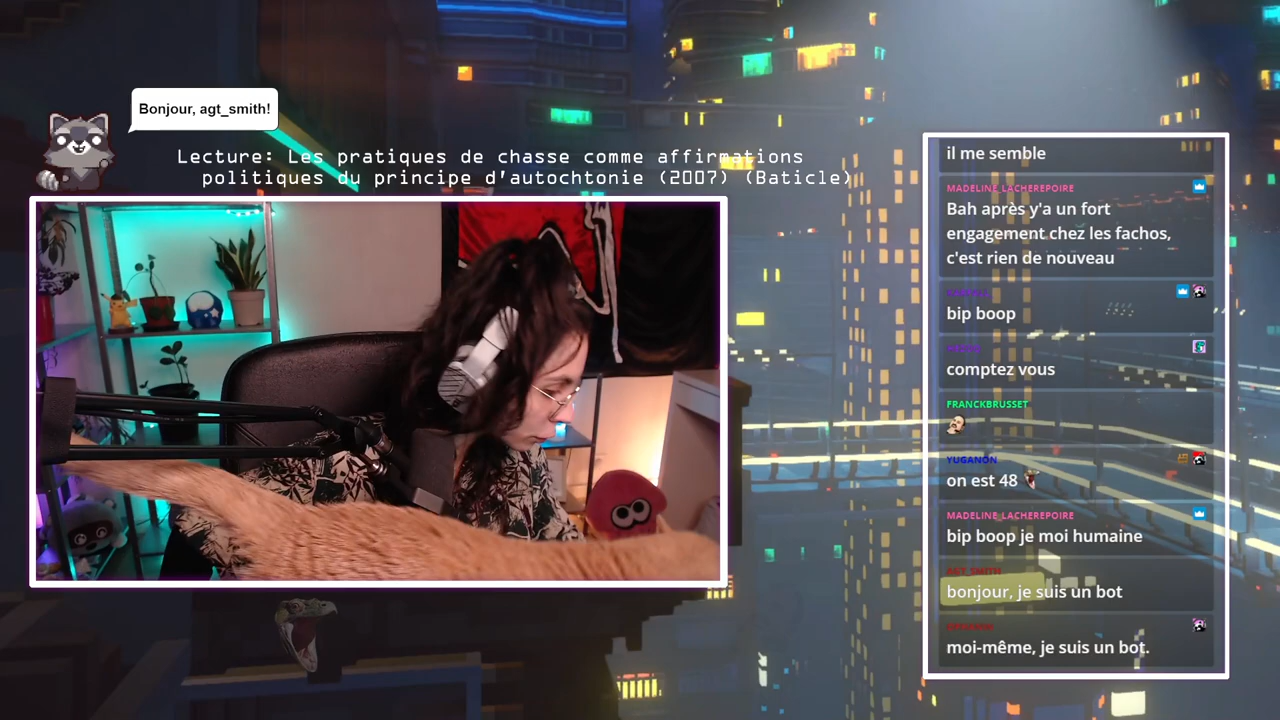 Bonjour, agt_smith!
Lecture: Les pratiques de chasse comme affirmations
politiques du principe d'autochtonie (2007) (Baticle)
il me semble
MADELINE_LACHEREPOIRE
Bah après y'a un fort
engagement chez les fachos,
c'est rien de nouveau
bip boop
comptez vous
FRANCKBRUSSET
YUGANON
on est 48
MADELINE_LACHEREPOIRE
bip boop je moi humaine
AGT_SMITH
bonjour, je suis un bot
moi-même, je suis un bot.